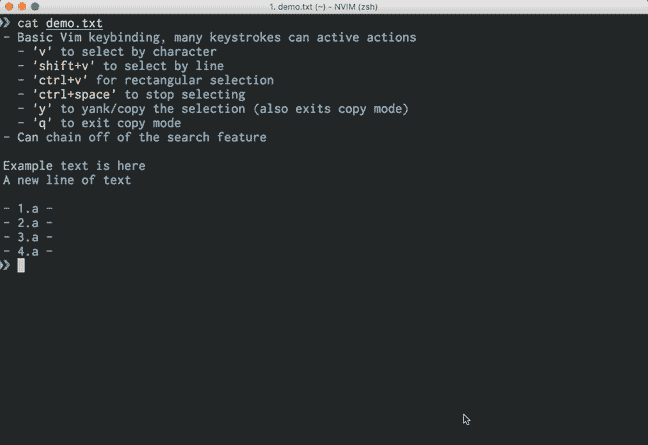 1. demo.txt (~) - NVIM (zsh)
❯❯ cat demo.txt
- Basic Vim keybinding, many keystrokes can active actions
  - 'v' to select by character
  - 'shift+v' to select by line
  - 'ctrl+v' for rectangular selection
  - 'ctrl+space' to stop selecting
  - 'y' to yank/copy the selection (also exits copy mode)
  - 'q' to exit copy mode
- Can chain off of the search feature
Example text is here
A new line of text
- 1.a -
- 2.a -
- 3.a -
- 4.a -
❯❯